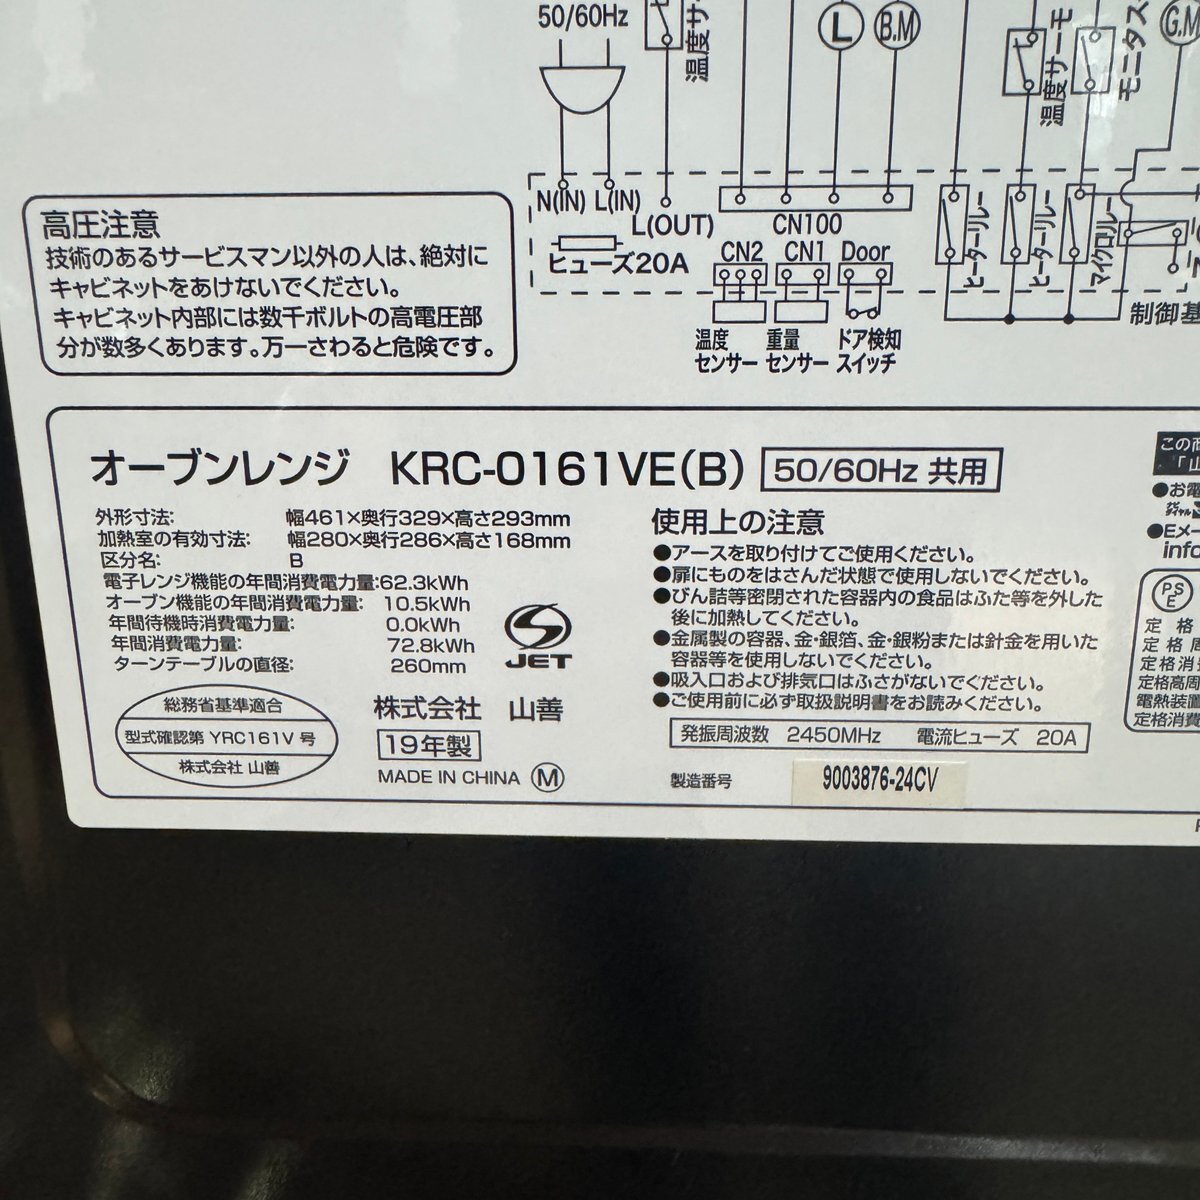 50/60Hz
温度サ
L
B.M
温度サーモ
モニタス
G.M
N(IN) L(IN)
L(OUT)
ヒューズ20A
CN100
CN2
CN1
Door
ヒーターリレー
ヒーターリレー
マイクロリレー
制御基
温度
センサー
重量
センサー
ドア検知
スイッチ
高圧注意
技術のあるサービスマン以外の人は、絶対に
キャビネットをあけないでください。
キャビネット内部には数千ボルトの高電圧部
分が数多くあります。万一さわると危険です。
オーブンレンジ KRC-0161VE(B) 50/60Hz 共用
外形寸法: 幅461×奥行329×高さ293mm
加熱室の有効寸法: 幅280×奥行286×高さ168mm
区分名: B
電子レンジ機能の年間消費電力量:62.3kWh
オーブン機能の年間消費電力量: 10.5kWh
年間待機時消費電力量: 0.0kWh
年間消費電力量: 72.8kWh
ターンテーブルの直径: 260mm
JET
総務省基準適合
型式確認第 YRC161V 号
株式会社 山善
株式会社 山善
19年製
MADE IN CHINA M
使用上の注意
●アースを取り付けてご使用ください。
●扉にものをはさんだ状態で使用しないでください。
●びん詰等密閉された容器内の食品はふた等を外した
後に加熱してください。
●金属製の容器、金・銀箔、金・銀粉または針金を用いた
容器等を使用しないでください。
●吸入口および排気口はふさがないでください。
●ご使用前に必ず取扱説明書をお読みください。
発振周波数 2450MHz 電流ヒューズ 20A
製造番号 9003876-24CV
この商
「山
●お電
●Eメー
info
PS
E
定格
定格周
定格消費
定格高周
電熱装置
定格消費